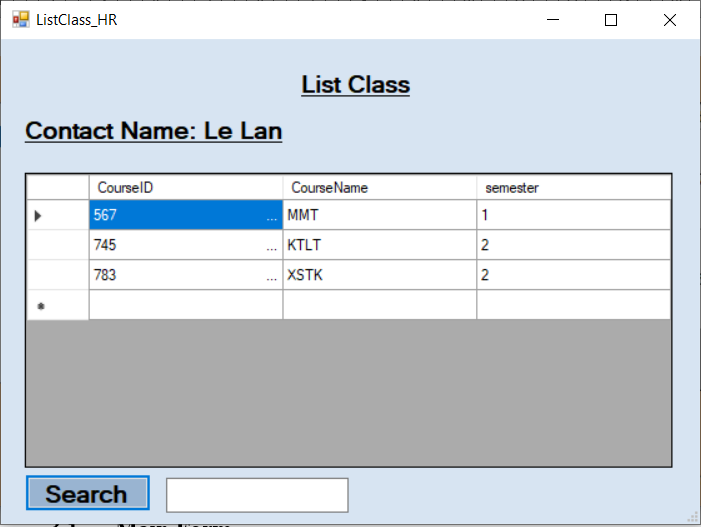 ListClass_HR
List Class
Contact Name: Le Lan
CourseID CourseName semester
567 ... MMT 1
745 ... KTLT 2
783 ... XSTK 2
Search